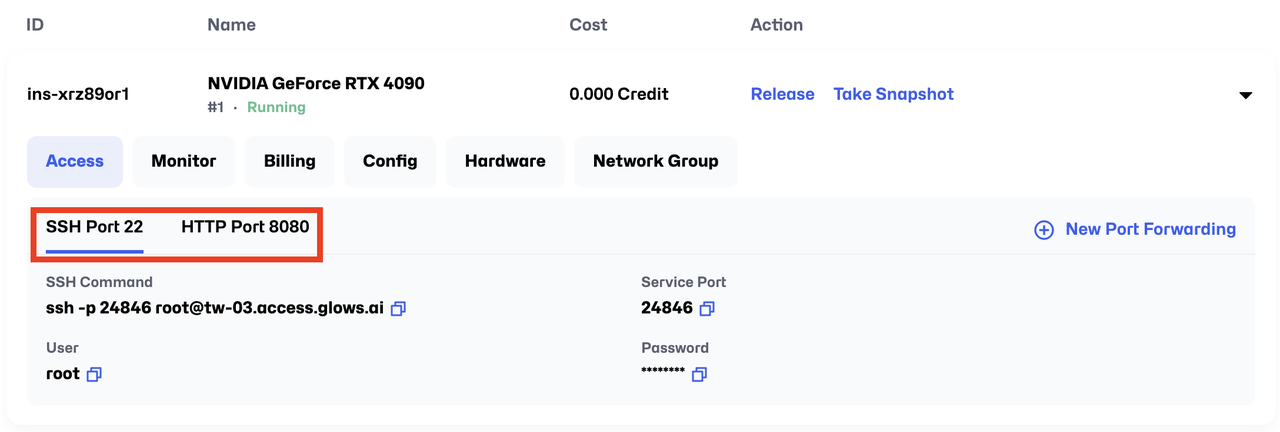 ID Name Cost Action
ins-xrz89or1 NVIDIA GeForce RTX 4090 0.000 Credit Release Take Snapshot
#1 · Running
Access Monitor Billing Config Hardware Network Group
SSH Port 22 HTTP Port 8080 New Port Forwarding
SSH Command Service Port
ssh -p 24846 root@tw-03.access.glows.ai 24846
User Password
root ********